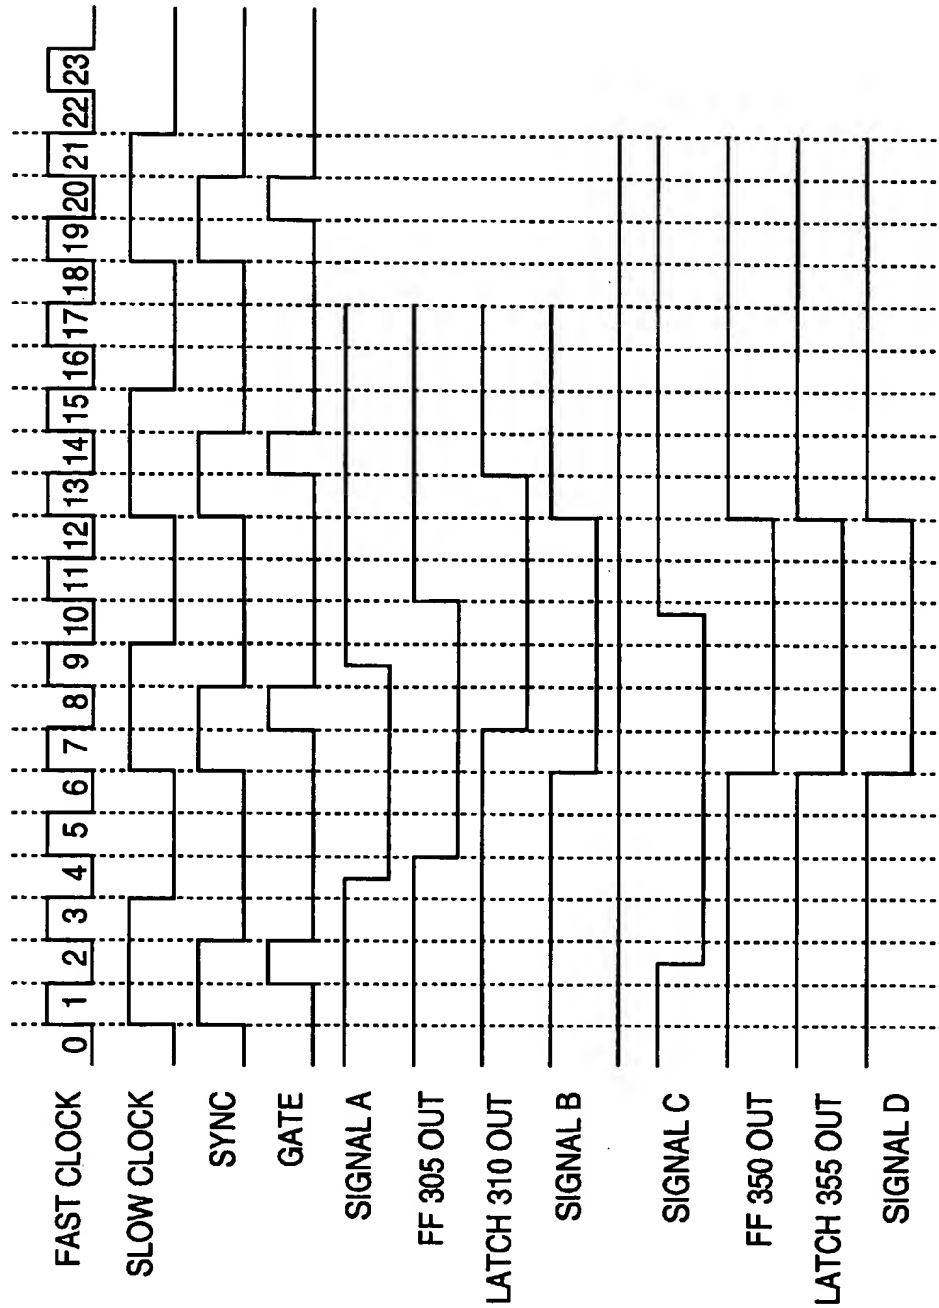 FAST CLOCK 0 1 2 3 4 5 6 7 8 9 10 11 12 13 14 15 16 17 18 19 20 21 22 23
SLOW CLOCK
SYNC
GATE
SIGNAL A
FF 305 OUT
LATCH 310 OUT
SIGNAL B
SIGNAL C
FF 350 OUT
LATCH 355 OUT
SIGNAL D